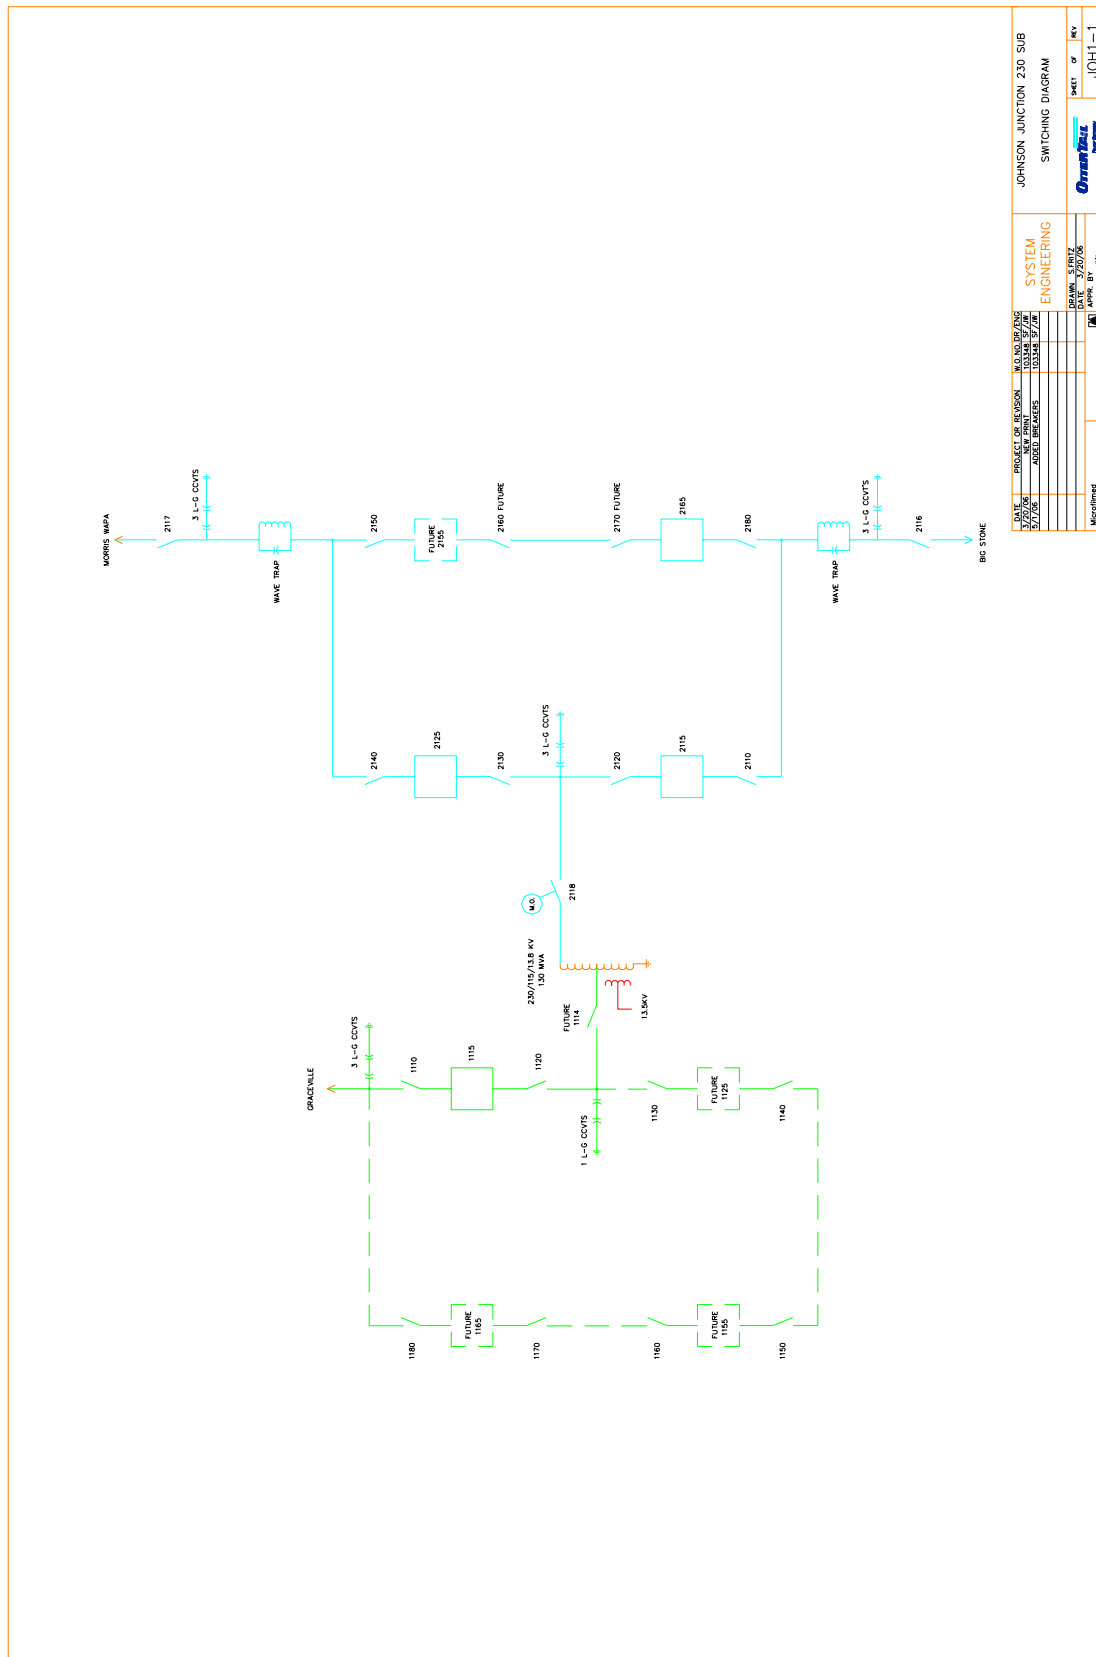 JOHNSON JUNCTION 230 SUB
SWITCHING DIAGRAM
SHEET OF REV
JOH1-1
OTTERTAIL
SYSTEM
ENGINEERING
DRAWN S.FRITZ
DATE 3/20/06
APPR. BY
DATE PROJECT OR REVISION W.O. NO. DR/ENG
3/20/06 NEW PRINT 103348 SF/JW
5/1/06 ADDED BREAKERS 103348 SF/JW
Microfilmed
MORRIS WAPA
2117
3 L-G CCVTS
WAVE TRAP
2150
FUTURE
2155
2160 FUTURE
2170 FUTURE
2165
2180
WAVE TRAP
3 L-G CCVT'S
2116
BIG STONE
2140
2125
2130
3 L-G CCVTS
2120
2115
2110
M.O.
2118
230/115/13.8 KV
130 MVA
13.5KV
FUTURE
1114
GRACEVILLE
3 L-G CCVTS
1110
1115
1120
1 L-G CCVTS
1130
FUTURE
1125
1140
1180
FUTURE
1165
1170
1160
FUTURE
1155
1150